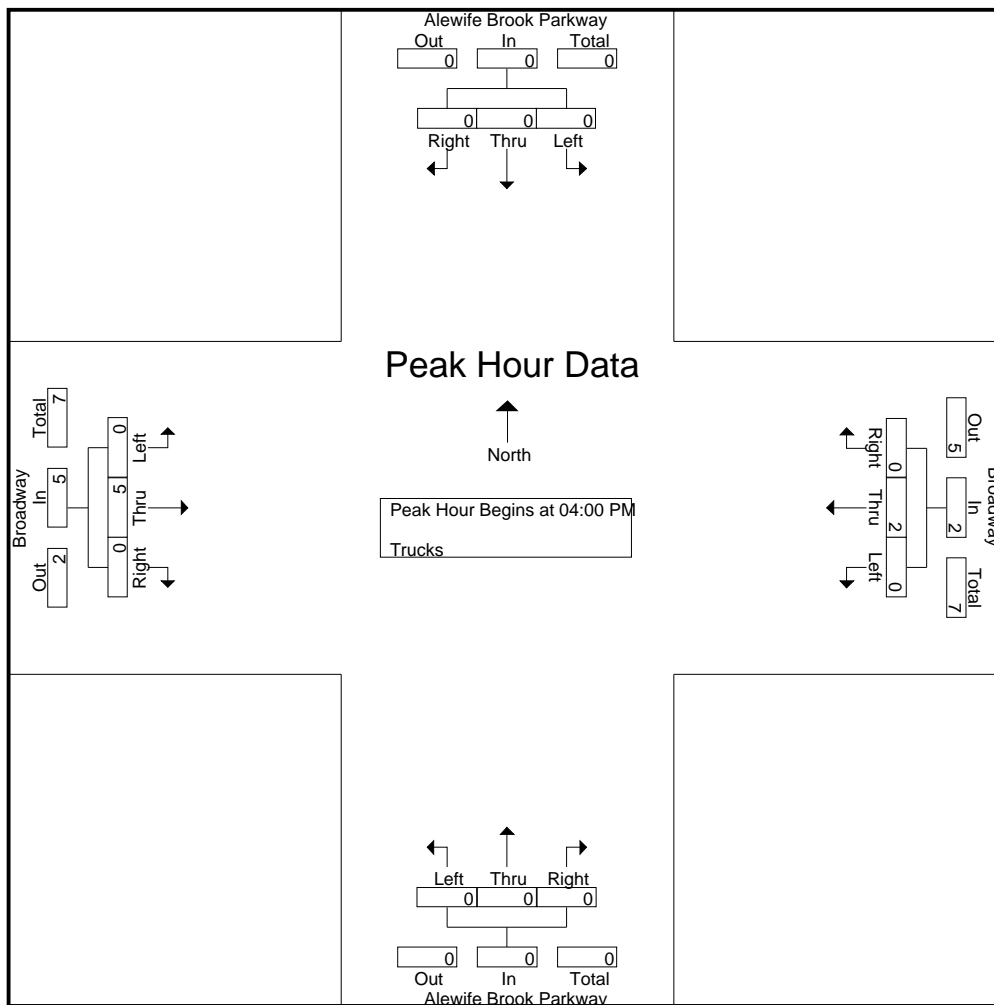 Alewife Brook Parkway
Out In Total
0 0 0
0 0 0
Right Thru Left
Peak Hour Data
North
Peak Hour Begins at 04:00 PM
Trucks
Broadway
Total In Out
7 5 2
0 5 0
Left Thru Right
Broadway
Out In Total
5 2 7
0 2 0
Right Thru Left
Left Thru Right
0 0 0
0 0 0
Out In Total
Alewife Brook Parkway